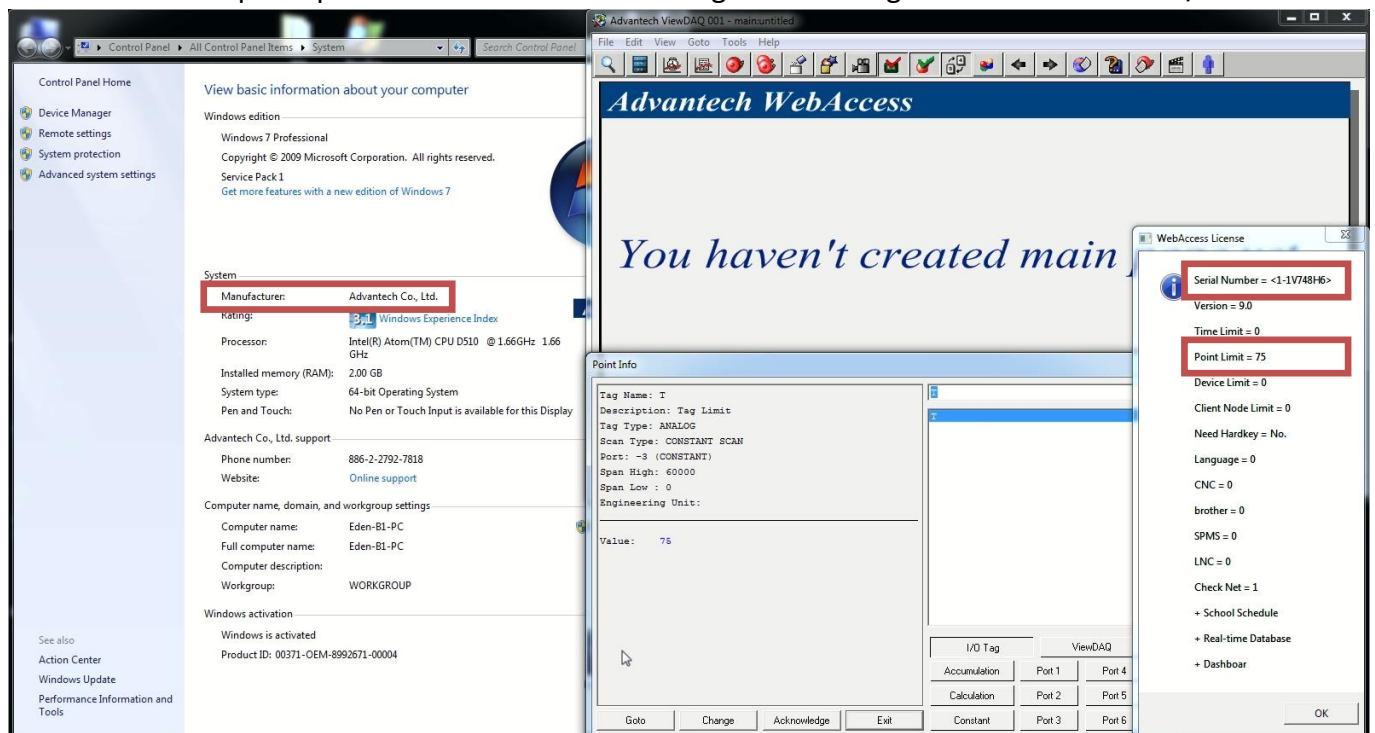 Control Panel ▸ All Control Panel Items ▸ System
Search Control Panel
Control Panel Home
Device Manager
Remote settings
System protection
Advanced system settings
See also
Action Center
Windows Update
Performance Information and
Tools
View basic information about your computer
Windows edition
Windows 7 Professional
Copyright © 2009 Microsoft Corporation. All rights reserved.
Service Pack 1
Get more features with a new edition of Windows 7
System
Manufacturer: Advantech Co., Ltd.
Rating: 3.1 Windows Experience Index
Processor: Intel(R) Atom(TM) CPU D510 @ 1.66GHz 1.66
GHz
Installed memory (RAM): 2.00 GB
System type: 64-bit Operating System
Pen and Touch: No Pen or Touch Input is available for this Display
Advantech Co., Ltd. support
Phone number: 886-2-2792-7818
Website: Online support
Computer name, domain, and workgroup settings
Computer name: Eden-B1-PC
Full computer name: Eden-B1-PC
Computer description:
Workgroup: WORKGROUP
Windows activation
Windows is activated
Product ID: 00371-OEM-8992671-00004
Advantech ViewDAQ 001 - main:untitled
File Edit View Goto Tools Help
Advantech WebAccess
You haven't created main
Point Info
Tag Name: T
Description: Tag Limit
Tag Type: ANALOG
Scan Type: CONSTANT SCAN
Port: -3 (CONSTANT)
Span High: 60000
Span Low : 0
Engineering Unit:
Value: 75
T
T
I/O Tag ViewDAQ
Accumulation Port 1 Port 4
Calculation Port 2 Port 5
Constant Port 3 Port 6
Goto Change Acknowledge Exit
WebAccess License
Serial Number = <1-1V748H6>
Version = 9.0
Time Limit = 0
Point Limit = 75
Device Limit = 0
Client Node Limit = 0
Need Hardkey = No.
Language = 0
CNC = 0
brother = 0
SPMS = 0
LNC = 0
Check Net = 1
+ School Schedule
+ Real-time Database
+ Dashboar
OK